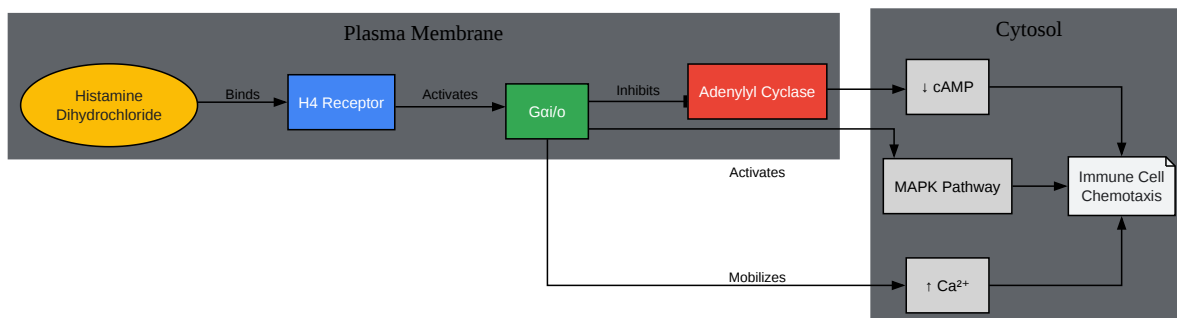 Plasma Membrane
Histamine
Dihydrochloride
Binds
H4 Receptor
Activates
Gαi/o
Inhibits
Adenylyl Cyclase
Activates
Mobilizes
Cytosol
↓ cAMP
MAPK Pathway
↑ Ca²⁺
Immune Cell
Chemotaxis